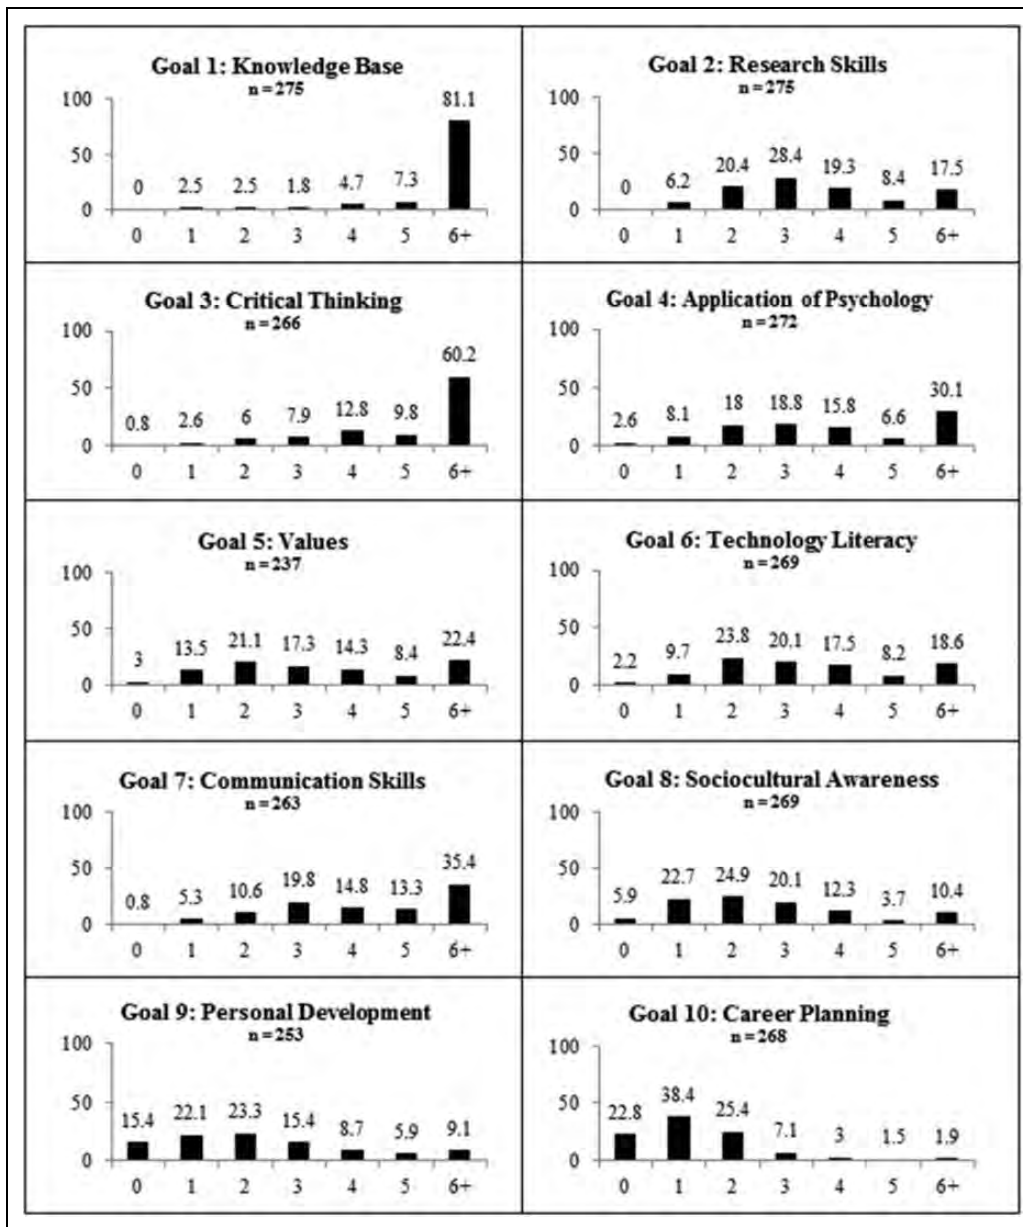 Goal 1: Knowledge Base
n = 275
100
50
0
0 2.5 2.5 1.8 4.7 7.3 81.1
0 1 2 3 4 5 6+
Goal 2: Research Skills
n = 275
100
50
0
0 6.2 20.4 28.4 19.3 8.4 17.5
0 1 2 3 4 5 6+
Goal 3: Critical Thinking
n = 266
100
50
0
0.8 2.6 6 7.9 12.8 9.8 60.2
0 1 2 3 4 5 6+
Goal 4: Application of Psychology
n = 272
100
50
0
2.6 8.1 18 18.8 15.8 6.6 30.1
0 1 2 3 4 5 6+
Goal 5: Values
n = 237
100
50
0
3 13.5 21.1 17.3 14.3 8.4 22.4
0 1 2 3 4 5 6+
Goal 6: Technology Literacy
n = 269
100
50
0
2.2 9.7 23.8 20.1 17.5 8.2 18.6
0 1 2 3 4 5 6+
Goal 7: Communication Skills
n = 263
100
50
0
0.8 5.3 10.6 19.8 14.8 13.3 35.4
0 1 2 3 4 5 6+
Goal 8: Sociocultural Awareness
n = 269
100
50
0
5.9 22.7 24.9 20.1 12.3 3.7 10.4
0 1 2 3 4 5 6+
Goal 9: Personal Development
n = 253
100
50
0
15.4 22.1 23.3 15.4 8.7 5.9 9.1
0 1 2 3 4 5 6+
Goal 10: Career Planning
n = 268
100
50
0
22.8 38.4 25.4 7.1 3 1.5 1.9
0 1 2 3 4 5 6+